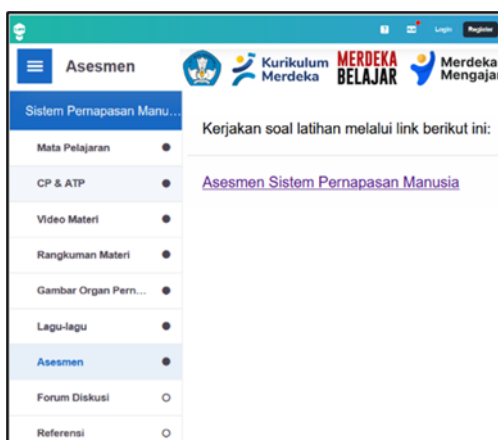 Login Register
Asesmen
Kurikulum Merdeka
MERDEKA BELAJAR
Merdeka Mengajar
Sistem Pernapasan Manu...
Mata Pelajaran
CP & ATP
Video Materi
Rangkuman Materi
Gambar Organ Pern...
Lagu-lagu
Asesmen
Forum Diskusi
Referensi
Kerjakan soal latihan melalui link berikut ini:
Asesmen Sistem Pernapasan Manusia